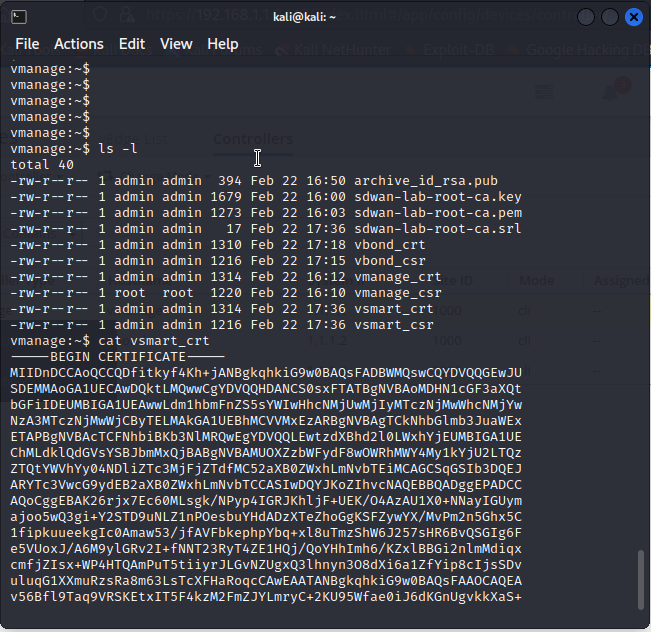 kali@kali: ~
File Actions Edit View Help
vmanage:~$
vmanage:~$
vmanage:~$
vmanage:~$
vmanage:~$
vmanage:~$ ls -l
total 40
-rw-r--r-- 1 admin admin 394 Feb 22 16:50 archive_id_rsa.pub
-rw-r--r-- 1 admin admin 1679 Feb 22 16:00 sdwan-lab-root-ca.key
-rw-r--r-- 1 admin admin 1273 Feb 22 16:03 sdwan-lab-root-ca.pem
-rw-r--r-- 1 admin admin 17 Feb 22 17:36 sdwan-lab-root-ca.srl
-rw-r--r-- 1 admin admin 1310 Feb 22 17:18 vbond_crt
-rw-r--r-- 1 admin admin 1216 Feb 22 17:15 vbond_csr
-rw-r--r-- 1 admin admin 1314 Feb 22 16:12 vmanage_crt
-rw-r--r-- 1 root root 1220 Feb 22 16:10 vmanage_csr
-rw-r--r-- 1 admin admin 1314 Feb 22 17:36 vsmart_crt
-rw-r--r-- 1 admin admin 1216 Feb 22 17:36 vsmart_csr
vmanage:~$ cat vsmart_crt
-----BEGIN CERTIFICATE-----
MIIDnDCCAoQCCQDfitkyf4Kh+jANBgkqhkiG9w0BAQsFADBWMQswCQYDVQQGEwJU
SDEMMAoGA1UECAwDQktLMQwwCgYDVQQHDANCS0sxFTATBgNVBAoMDHN1cGF3aXQt
bGFiIDEUMBIGA1UEAwwLdm1hbmFnZS5sYWIwHhcNMjUwMjIyMTczNjMwWhcNMjYw
NzA3MTczNjMwWjCByTELMAkGA1UEBhMCVVMxEzARBgNVBAgTCkNhbGlmb3JuaWEx
ETAPBgNVBAcTCFNhbiBKb3NlMRQwEgYDVQQLEwtzdXBhd2l0LWxhYjEUMBIGA1UE
ChMLdklQdGVsYSBJbmMxQjBABgNVBAMUOXZzbWFydF8wOWRhMWY4My1kYjU2LTQz
ZTQtYWVhYy04NDliZTc3MjFjZTdfMC52aXB0ZWxhLmNvbTEiMCAGCSqGSIb3DQEJ
ARYTc3VwcG9ydEB2aXB0ZWxhLmNvbTCCASIwDQYJKoZIhvcNAQEBBQADggEPADCC
AQoCggEBAK26rjx7Ec60MLsgk/NPyp4IGRJKhljF+UEK/O4AzAU1X0+NNayIGUym
ajoo5wQ3gi+Y2STD9uNLZ1nPOesbuYHdADzXTeZhoGgKSFZywYX/MvPm2n5Ghx5C
1fipkuueekgIc0Amaw53/jfAVFbkephpYbq+xl8uTmzShW6J257sHR6BvQSGIg6F
e5VUoxJ/A6M9ylGRv2I+fNNT23RyT4ZE1HQj/QoYHhImh6/KZxlBBGi2nlmMdiqx
cmfjZIsx+WP4HTQAmPuT5tiiyrJLGvNZUgxQ3lhnyn3O8dXi6a1ZfYip8cIjsSDv
uluqG1XXmuRzsRa8m63LsTcXFHaRoqcCAwEAATANBgkqhkiG9w0BAQsFAAOCAQEA
v56Bfl9Taq9VRSKEtxIT5F4kzM2FmZJYLmryC+2KU95Wfae0iJ6dKGnUgvkkXaS+